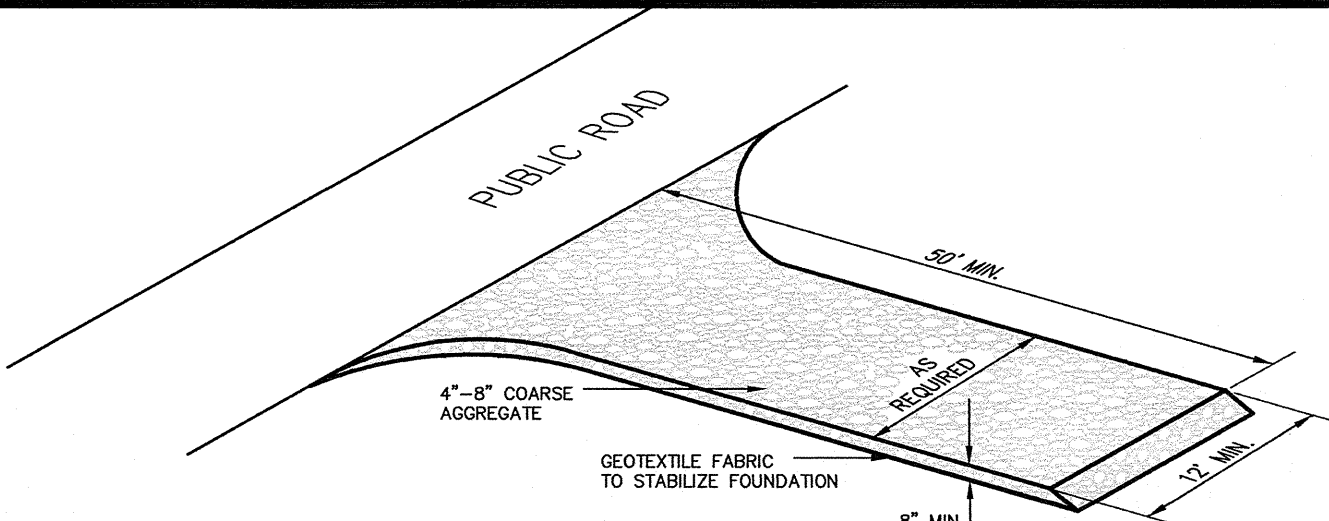 PUBLIC ROAD
50' MIN.
AS
REQUIRED
4"-8" COARSE
AGGREGATE
GEOTEXTILE FABRIC
TO STABILIZE FOUNDATION
12' MIN.
8" MIN